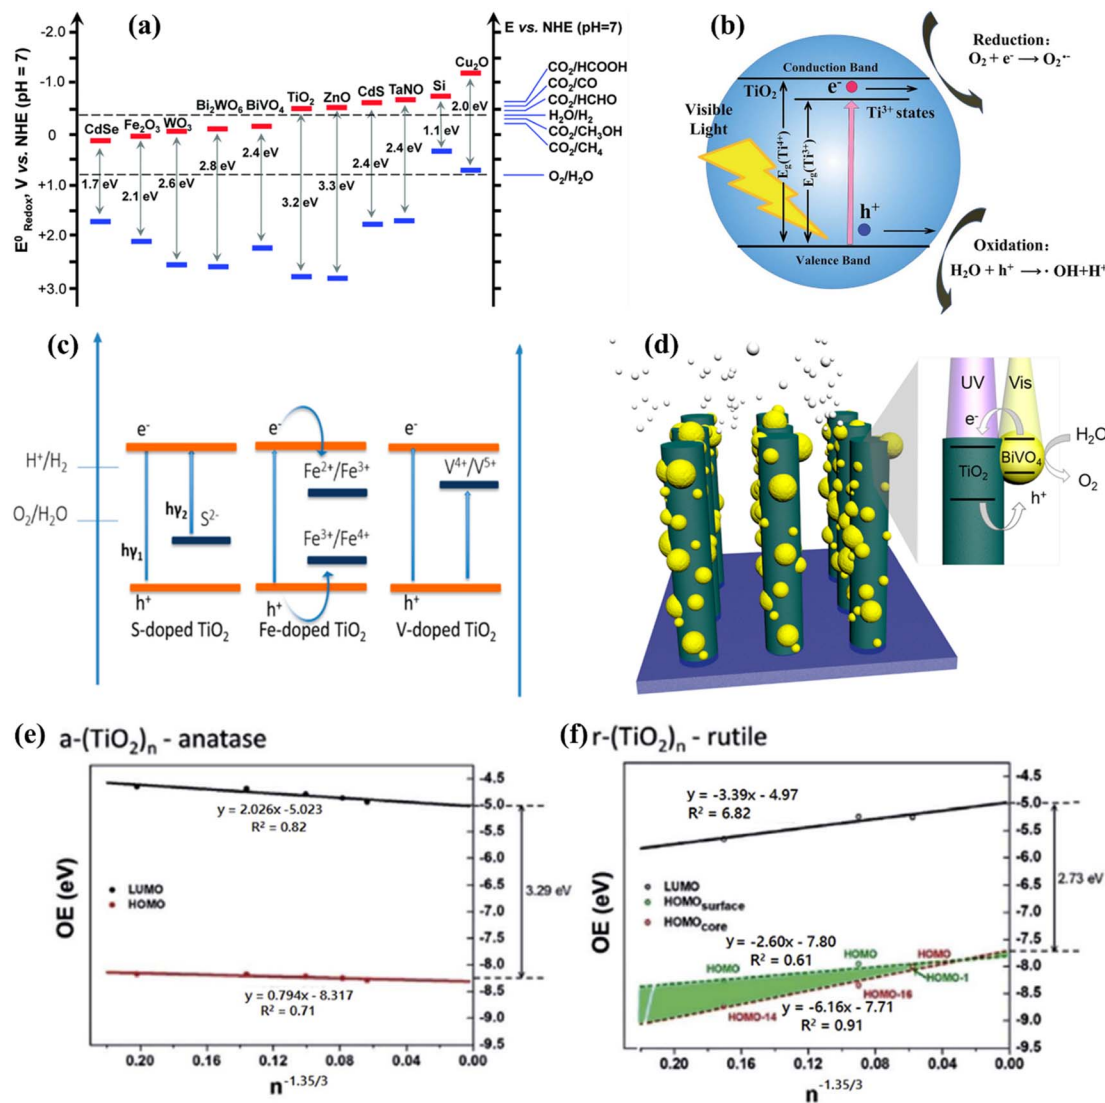 (a)
E⁰ Redox, V vs. NHE (pH = 7)
-2.0
-1.0
0
+1.0
+2.0
+3.0
E vs. NHE (pH=7)
CdSe
Fe₂O₃
WO₃
Bi₂WO₆
BiVO₄
TiO₂
ZnO
CdS
TaNO
Si
Cu₂O
1.7 eV
2.1 eV
2.6 eV
2.8 eV
2.4 eV
3.2 eV
3.3 eV
2.4 eV
2.4 eV
1.1 eV
2.0 eV
CO₂/HCOOH
CO₂/CO
CO₂/HCHO
H₂O/H₂
CO₂/CH₃OH
CO₂/CH₄
O₂/H₂O
(b)
Conduction Band
TiO₂
e⁻
Ti³⁺ states
Visible
Light
E_g(Ti⁴⁺)
E_g(Ti³⁺)
h⁺
Valence Band
Reduction:
O₂ + e⁻ → O₂•⁻
Oxidation:
H₂O + h⁺ → · OH+H⁺
(c)
H⁺/H₂
O₂/H₂O
e⁻
hγ₁
hγ₂
S²⁻
h⁺
S-doped TiO₂
e⁻
Fe²⁺/Fe³⁺
Fe³⁺/Fe⁴⁺
h⁺
Fe-doped TiO₂
e⁻
V⁴⁺/V⁵⁺
h⁺
V-doped TiO₂
(d)
UV
Vis
e⁻
H₂O
TiO₂
BiVO₄
O₂
h⁺
(e) a-(TiO₂)ₙ - anatase
y = 2.026x -5.023
R² = 0.82
LUMO
HOMO
y = 0.794x - 8.317
R² = 0.71
3.29 eV
OE (eV)
-4.5
-5.0
-5.5
-6.0
-6.5
-7.0
-7.5
-8.0
-8.5
-9.0
-9.5
0.20
0.16
0.12
0.08
0.04
0.00
n^-1.35/3
(f) r-(TiO₂)ₙ - rutile
y = -3.39x - 4.97
R² = 6.82
LUMO
HOMO surface
HOMO core
y = -2.60x - 7.80
R² = 0.61
HOMO
HOMO
HOMO
HOMO-1
HOMO-16
HOMO-14
y = -6.16x - 7.71
R² = 0.91
2.73 eV
OE (eV)
-4.5
-5.0
-5.5
-6.0
-6.5
-7.0
-7.5
-8.0
-8.5
-9.0
-9.5
0.20
0.16
0.12
0.08
0.04
0.00
n^-1.35/3